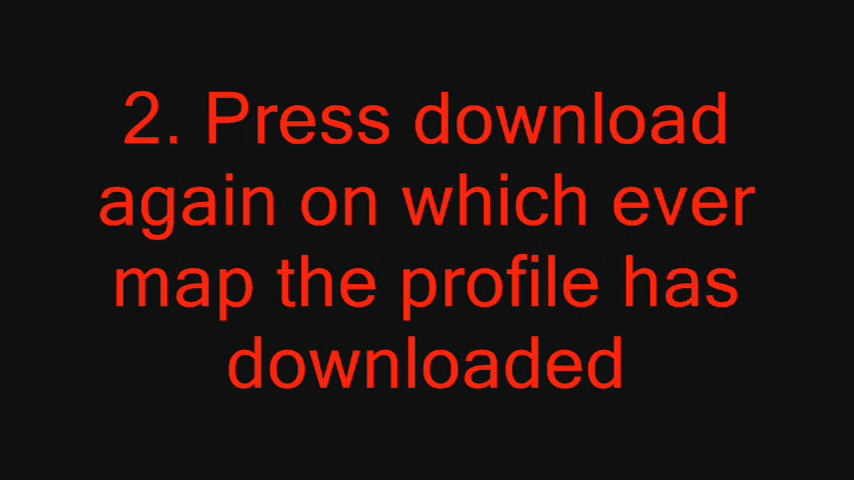 2. Press download
again on which ever
map the profile has
downloaded